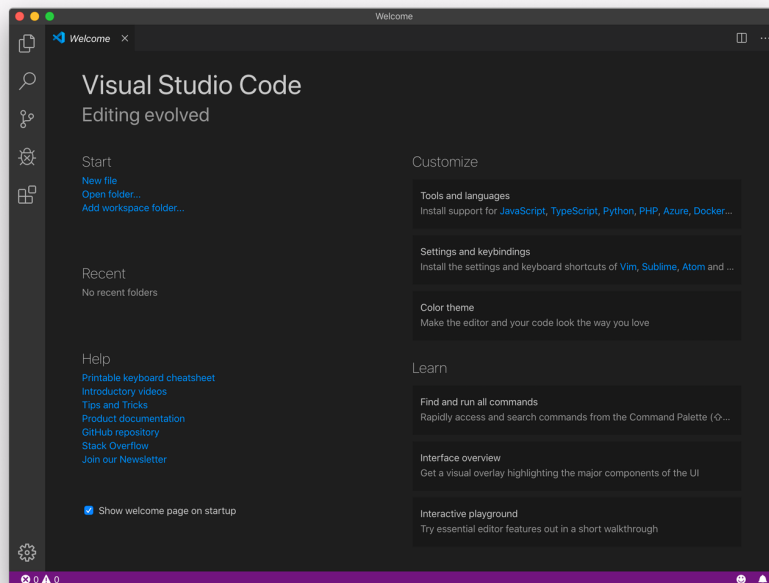 Welcome
Welcome
Visual Studio Code
Editing evolved
Start
New file
Open folder...
Add workspace folder...
Recent
No recent folders
Help
Printable keyboard cheatsheet
Introductory videos
Tips and Tricks
Product documentation
GitHub repository
Stack Overflow
Join our Newsletter
Show welcome page on startup
Customize
Tools and languages
Install support for JavaScript, TypeScript, Python, PHP, Azure, Docker...
Settings and keybindings
Install the settings and keyboard shortcuts of Vim, Sublime, Atom and ...
Color theme
Make the editor and your code look the way you love
Learn
Find and run all commands
Rapidly access and search commands from the Command Palette (⇧...
Interface overview
Get a visual overlay highlighting the major components of the UI
Interactive playground
Try essential editor features out in a short walkthrough
0 0